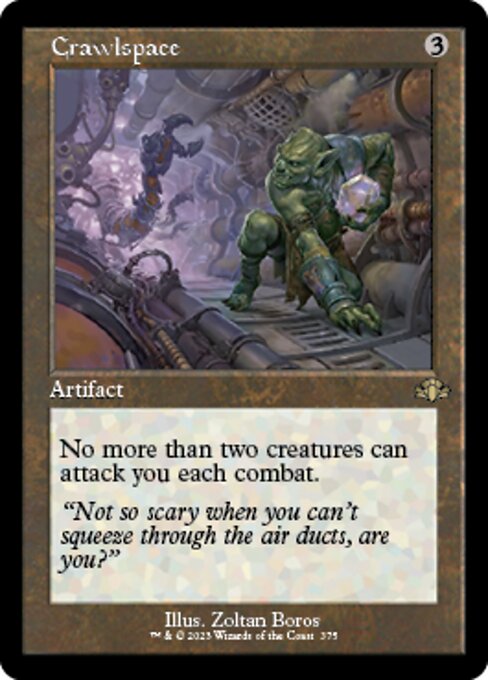 Crawlspace 3
Artifact
No more than two creatures can
attack you each combat.
“Not so scary when you can’t
squeeze through the air ducts, are
you?”
Illus. Zoltan Boros
™ & © 2023 Wizards of the Coast 375